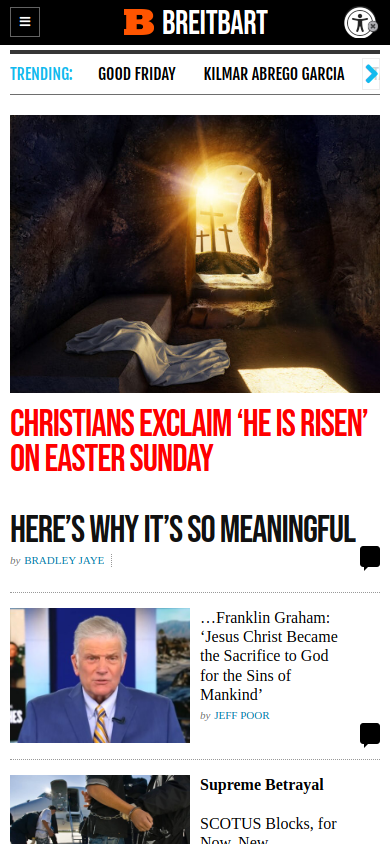 B BREITBART
TRENDING: GOOD FRIDAY KILMAR ABREGO GARCIA
CHRISTIANS EXCLAIM ‘HE IS RISEN’
ON EASTER SUNDAY
HERE’S WHY IT’S SO MEANINGFUL
by BRADLEY JAYE
…Franklin Graham:
‘Jesus Christ Became
the Sacrifice to God
for the Sins of
Mankind’
by JEFF POOR
Supreme Betrayal
SCOTUS Blocks, for
Now, New